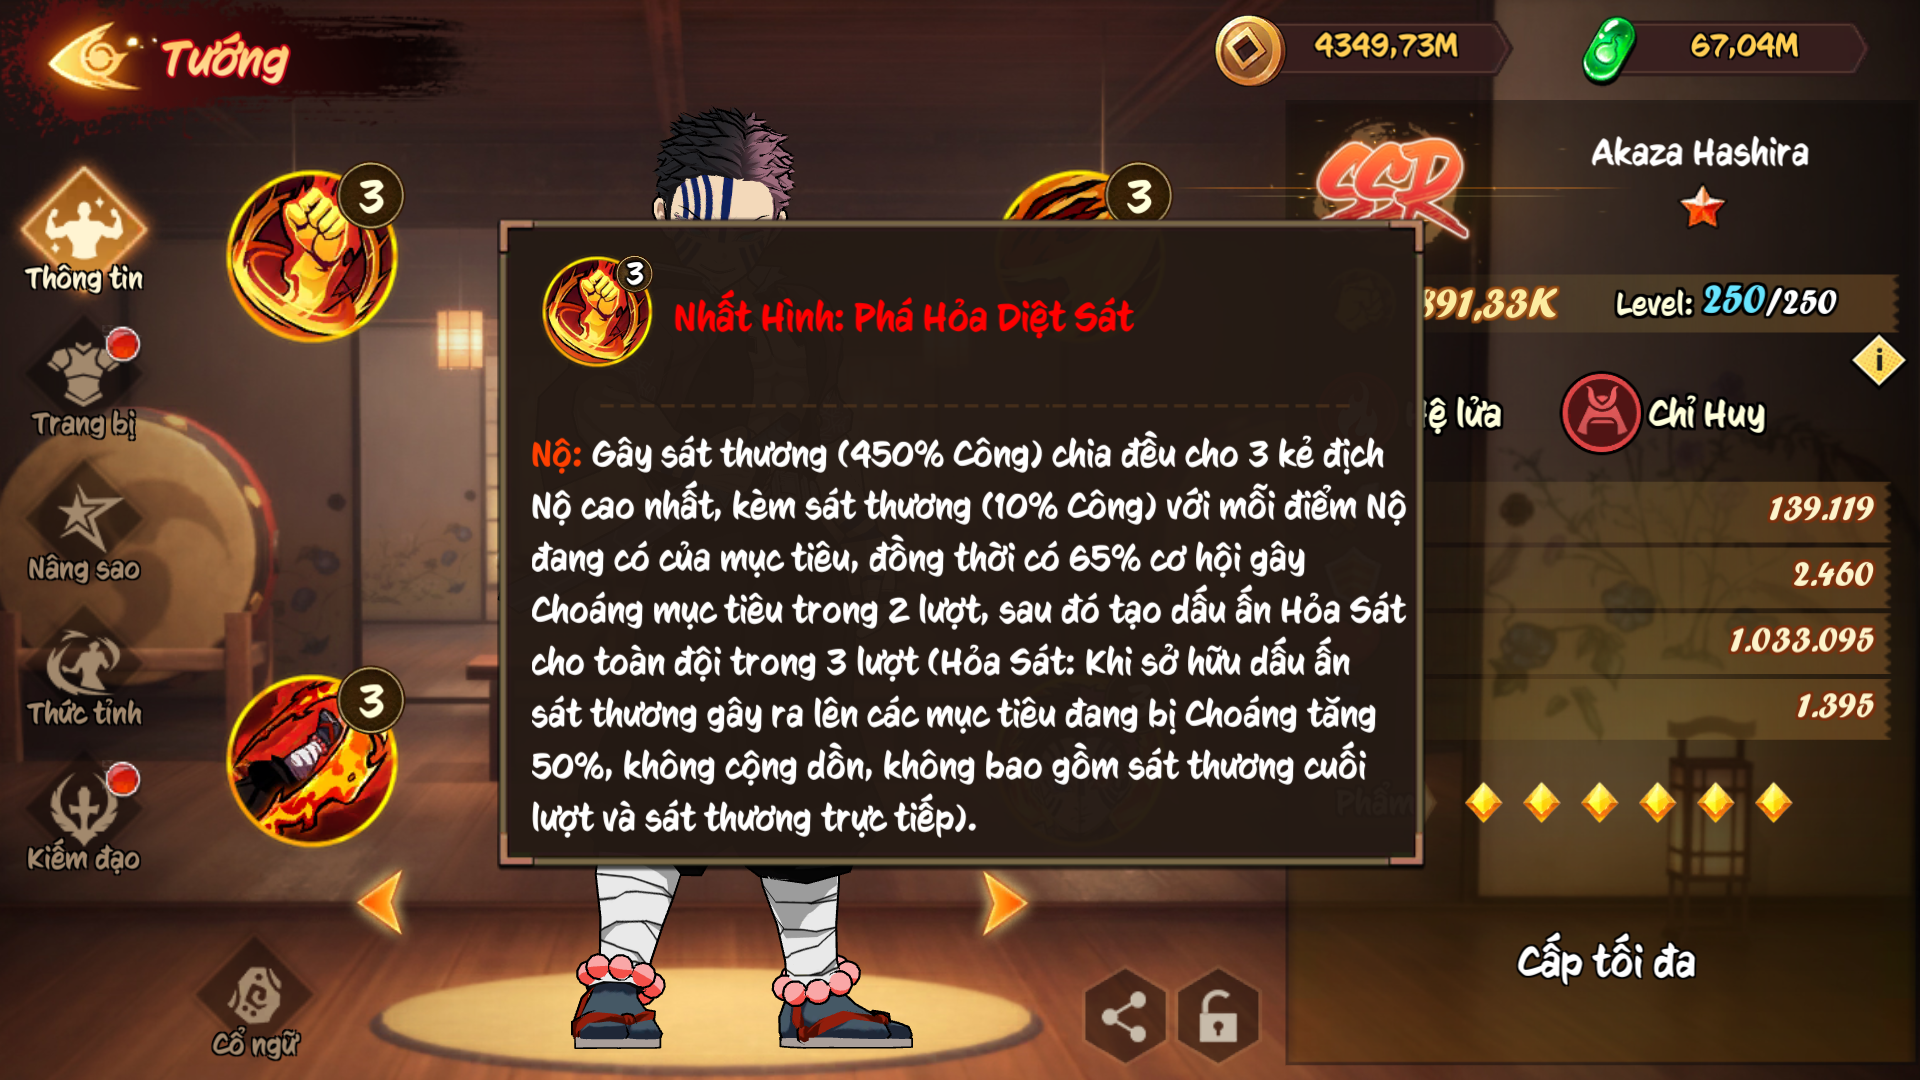 Tướng
4349,73M
67,04M
SSR
Akaza Hashira
Thông tin
3
3
3
Nhất Hình: Phá Hỏa Diệt Sát
891,33K
Level: 250/250
i
Trang bị
Hệ lửa
Chỉ Huy
Nộ: Gây sát thương (450% Công) chia đều cho 3 kẻ địch
Nộ cao nhất, kèm sát thương (10% Công) với mỗi điểm Nộ
đang có của mục tiêu, đồng thời có 65% cơ hội gây
Choáng mục tiêu trong 2 lượt, sau đó tạo dấu ấn Hỏa Sát
cho toàn đội trong 3 lượt (Hỏa Sát: Khi sở hữu dấu ấn
sát thương gây ra lên các mục tiêu đang bị Choáng tăng
50%, không cộng dồn, không bao gồm sát thương cuối
lượt và sát thương trực tiếp).
139.119
2.460
1.033.095
1.395
Nâng sao
Thức tỉnh
3
Kiếm đạo
Phẩm
Cấp tối đa
Cổ ngữ